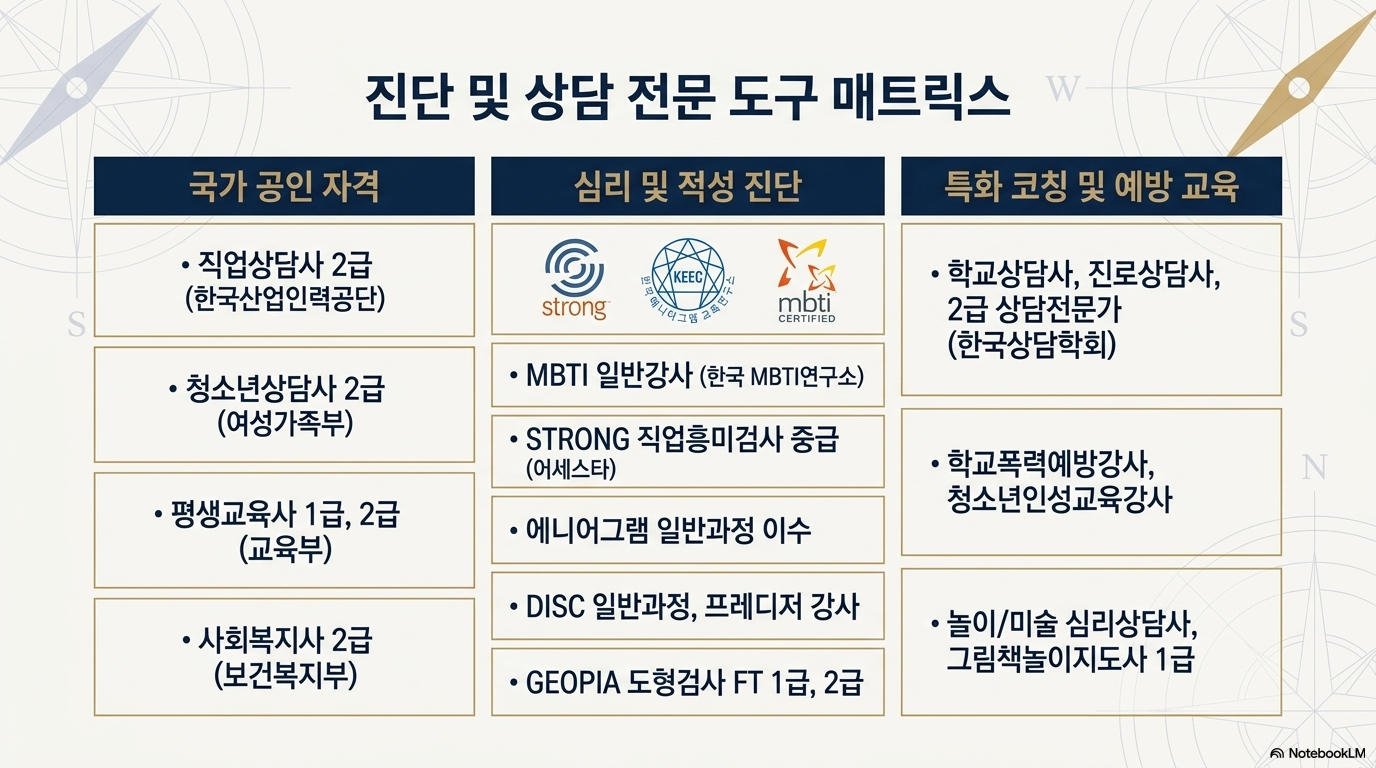 진단 및 상담 전문 도구 매트릭스
W
S
S
N
국가 공인 자격
• 직업상담사 2급
(한국산업인력공단)
• 청소년상담사 2급
(여성가족부)
• 평생교육사 1급, 2급
(교육부)
• 사회복지사 2급
(보건복지부)
심리 및 적성 진단
strong
KEEC
mbti
CERTIFIED
• MBTI 일반강사 (한국 MBTI연구소)
• STRONG 직업흥미검사 중급
(어세스타)
• 에니어그램 일반과정 이수
• DISC 일반과정, 프레디저 강사
• GEOPIA 도형검사 FT 1급, 2급
특화 코칭 및 예방 교육
• 학교상담사, 진로상담사,
2급 상담전문가
(한국상담학회)
• 학교폭력예방강사,
청소년인성교육강사
• 놀이/미술 심리상담사,
그림책놀이지도사 1급
NotebookLM